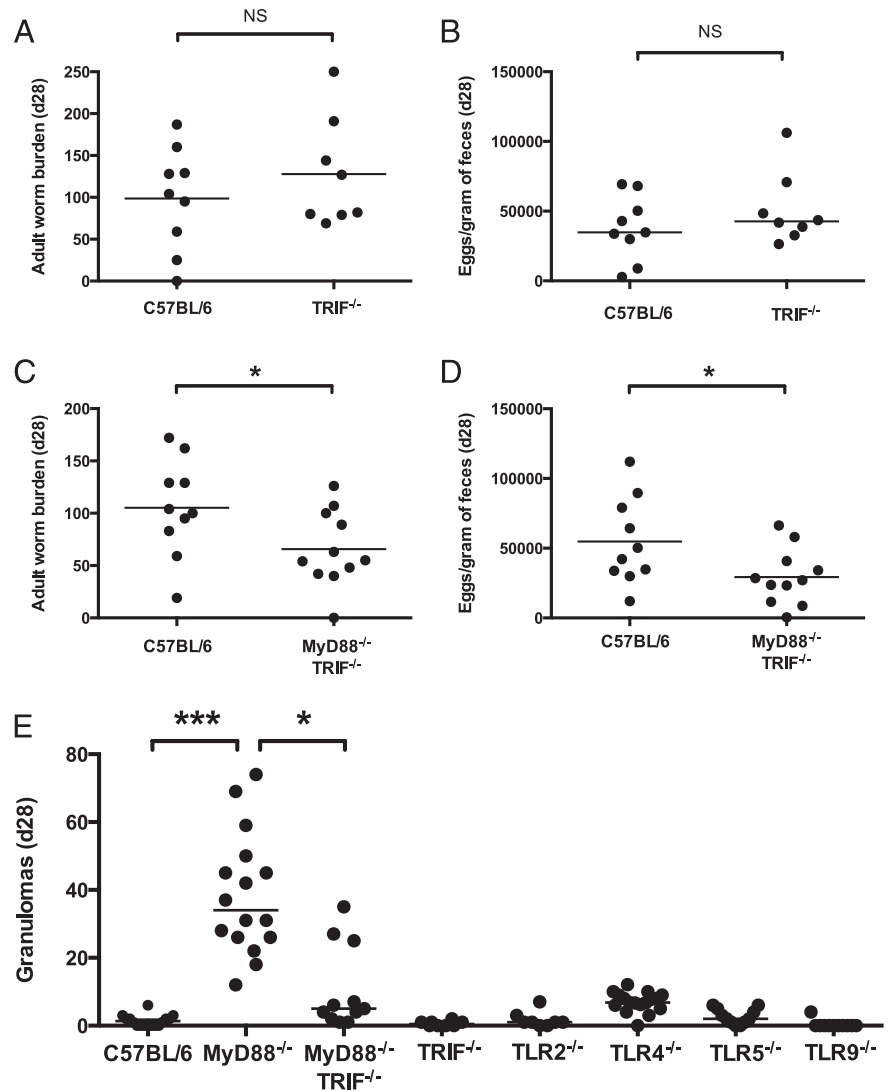 A
NS
Adult worm burden (d28)
250
200
150
100
50
0
C57BL/6
TRIF-/-
B
NS
Eggs/gram of feces (d28)
150000
100000
50000
0
C57BL/6
TRIF-/-
C
*
Adult worm burden (d28)
200
150
100
50
0
C57BL/6
MyD88-/-
TRIF-/-
D
*
Eggs/gram of feces (d28)
150000
100000
50000
0
C57BL/6
MyD88-/-
TRIF-/-
E
*** *
Granulomas (d28)
80
60
40
20
0
C57BL/6 MyD88-/- MyD88-/- TRIF-/- TLR2-/- TLR4-/- TLR5-/- TLR9-/-
TRIF-/-